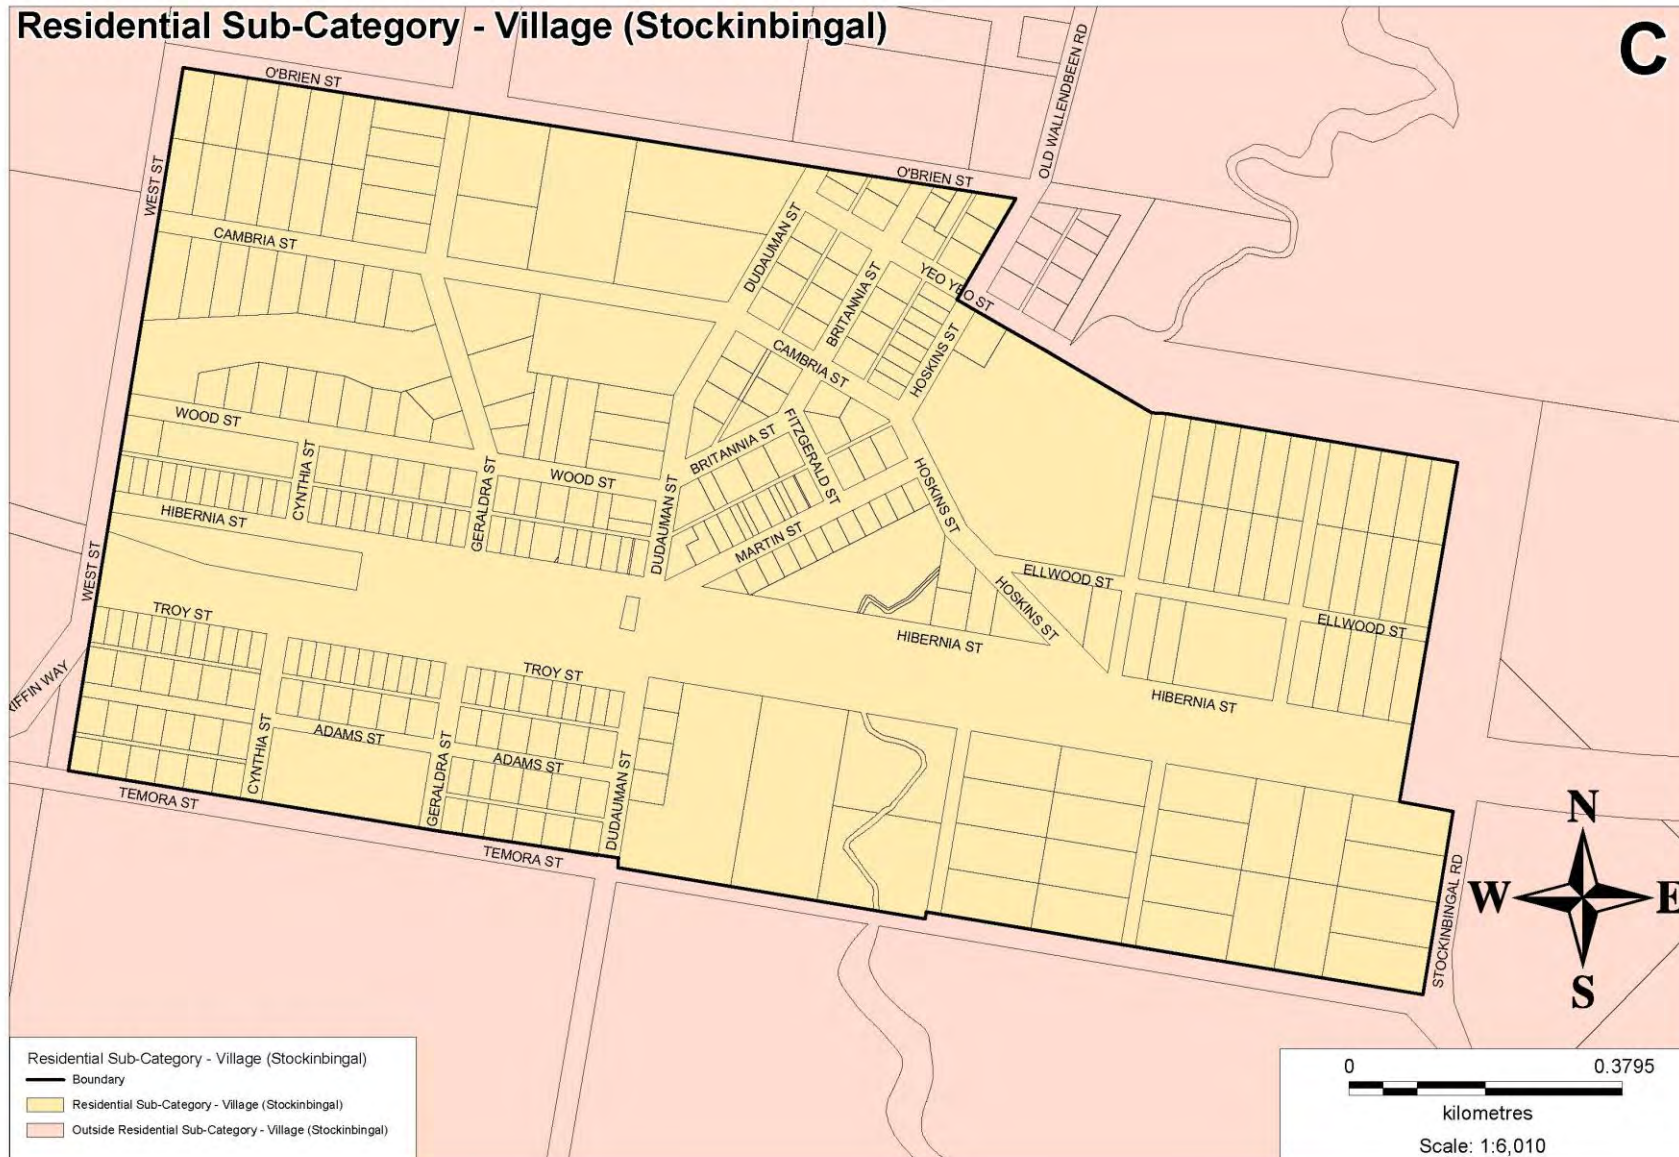 Residential Sub-Category - Village (Stockinbingal)
C
O'BRIEN ST
OLD WALLENDBEEN RD
WEST ST
O'BRIEN ST
CAMBRIA ST
DUDAUMAN ST
YEO YEO ST
BRITANNIA ST
CAMBRIA ST
HOSKINS ST
WOOD ST
BRITANNIA ST
FITZGERALD ST
CYNTHIA ST
GERALDRA ST
WOOD ST
HOSKINS ST
HIBERNIA ST
DUDAUMAN ST
MARTIN ST
WEST ST
ELLWOOD ST
HOSKINS ST
TROY ST
ELLWOOD ST
HIBERNIA ST
RIFFIN WAY
TROY ST
HIBERNIA ST
CYNTHIA ST
ADAMS ST
GERALDRA ST
ADAMS ST
DUDAUMAN ST
TEMORA ST
TEMORA ST
STOCKINBINGAL RD
N
W E
S
Residential Sub-Category - Village (Stockinbingal)
Boundary
Residential Sub-Category - Village (Stockinbingal)
Outside Residential Sub-Category - Village (Stockinbingal)
0 0.3795
kilometres
Scale: 1:6,010